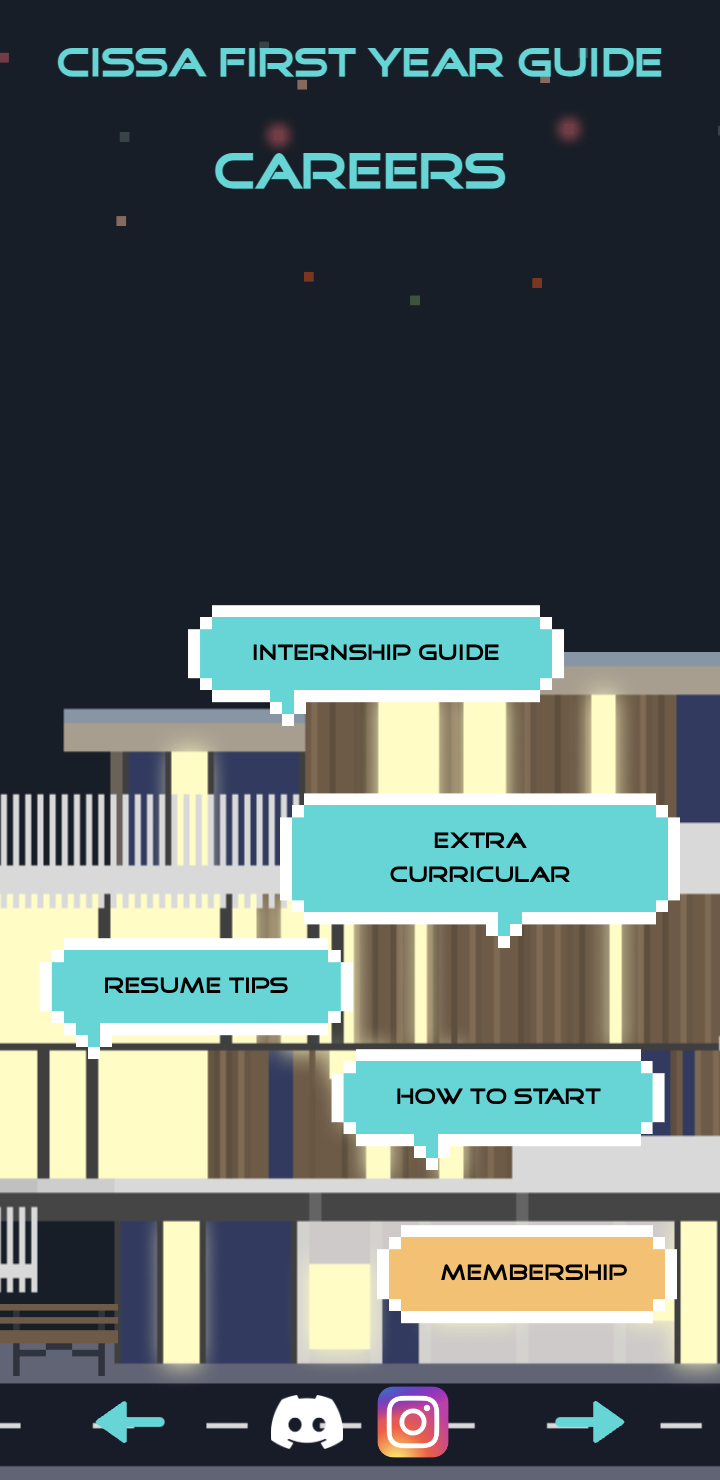 CISSA FIRST YEAR GUIDE
CAREERS
INTERNSHIP GUIDE
EXTRA
CURRICULAR
RESUME TIPS
HOW TO START
MEMBERSHIP